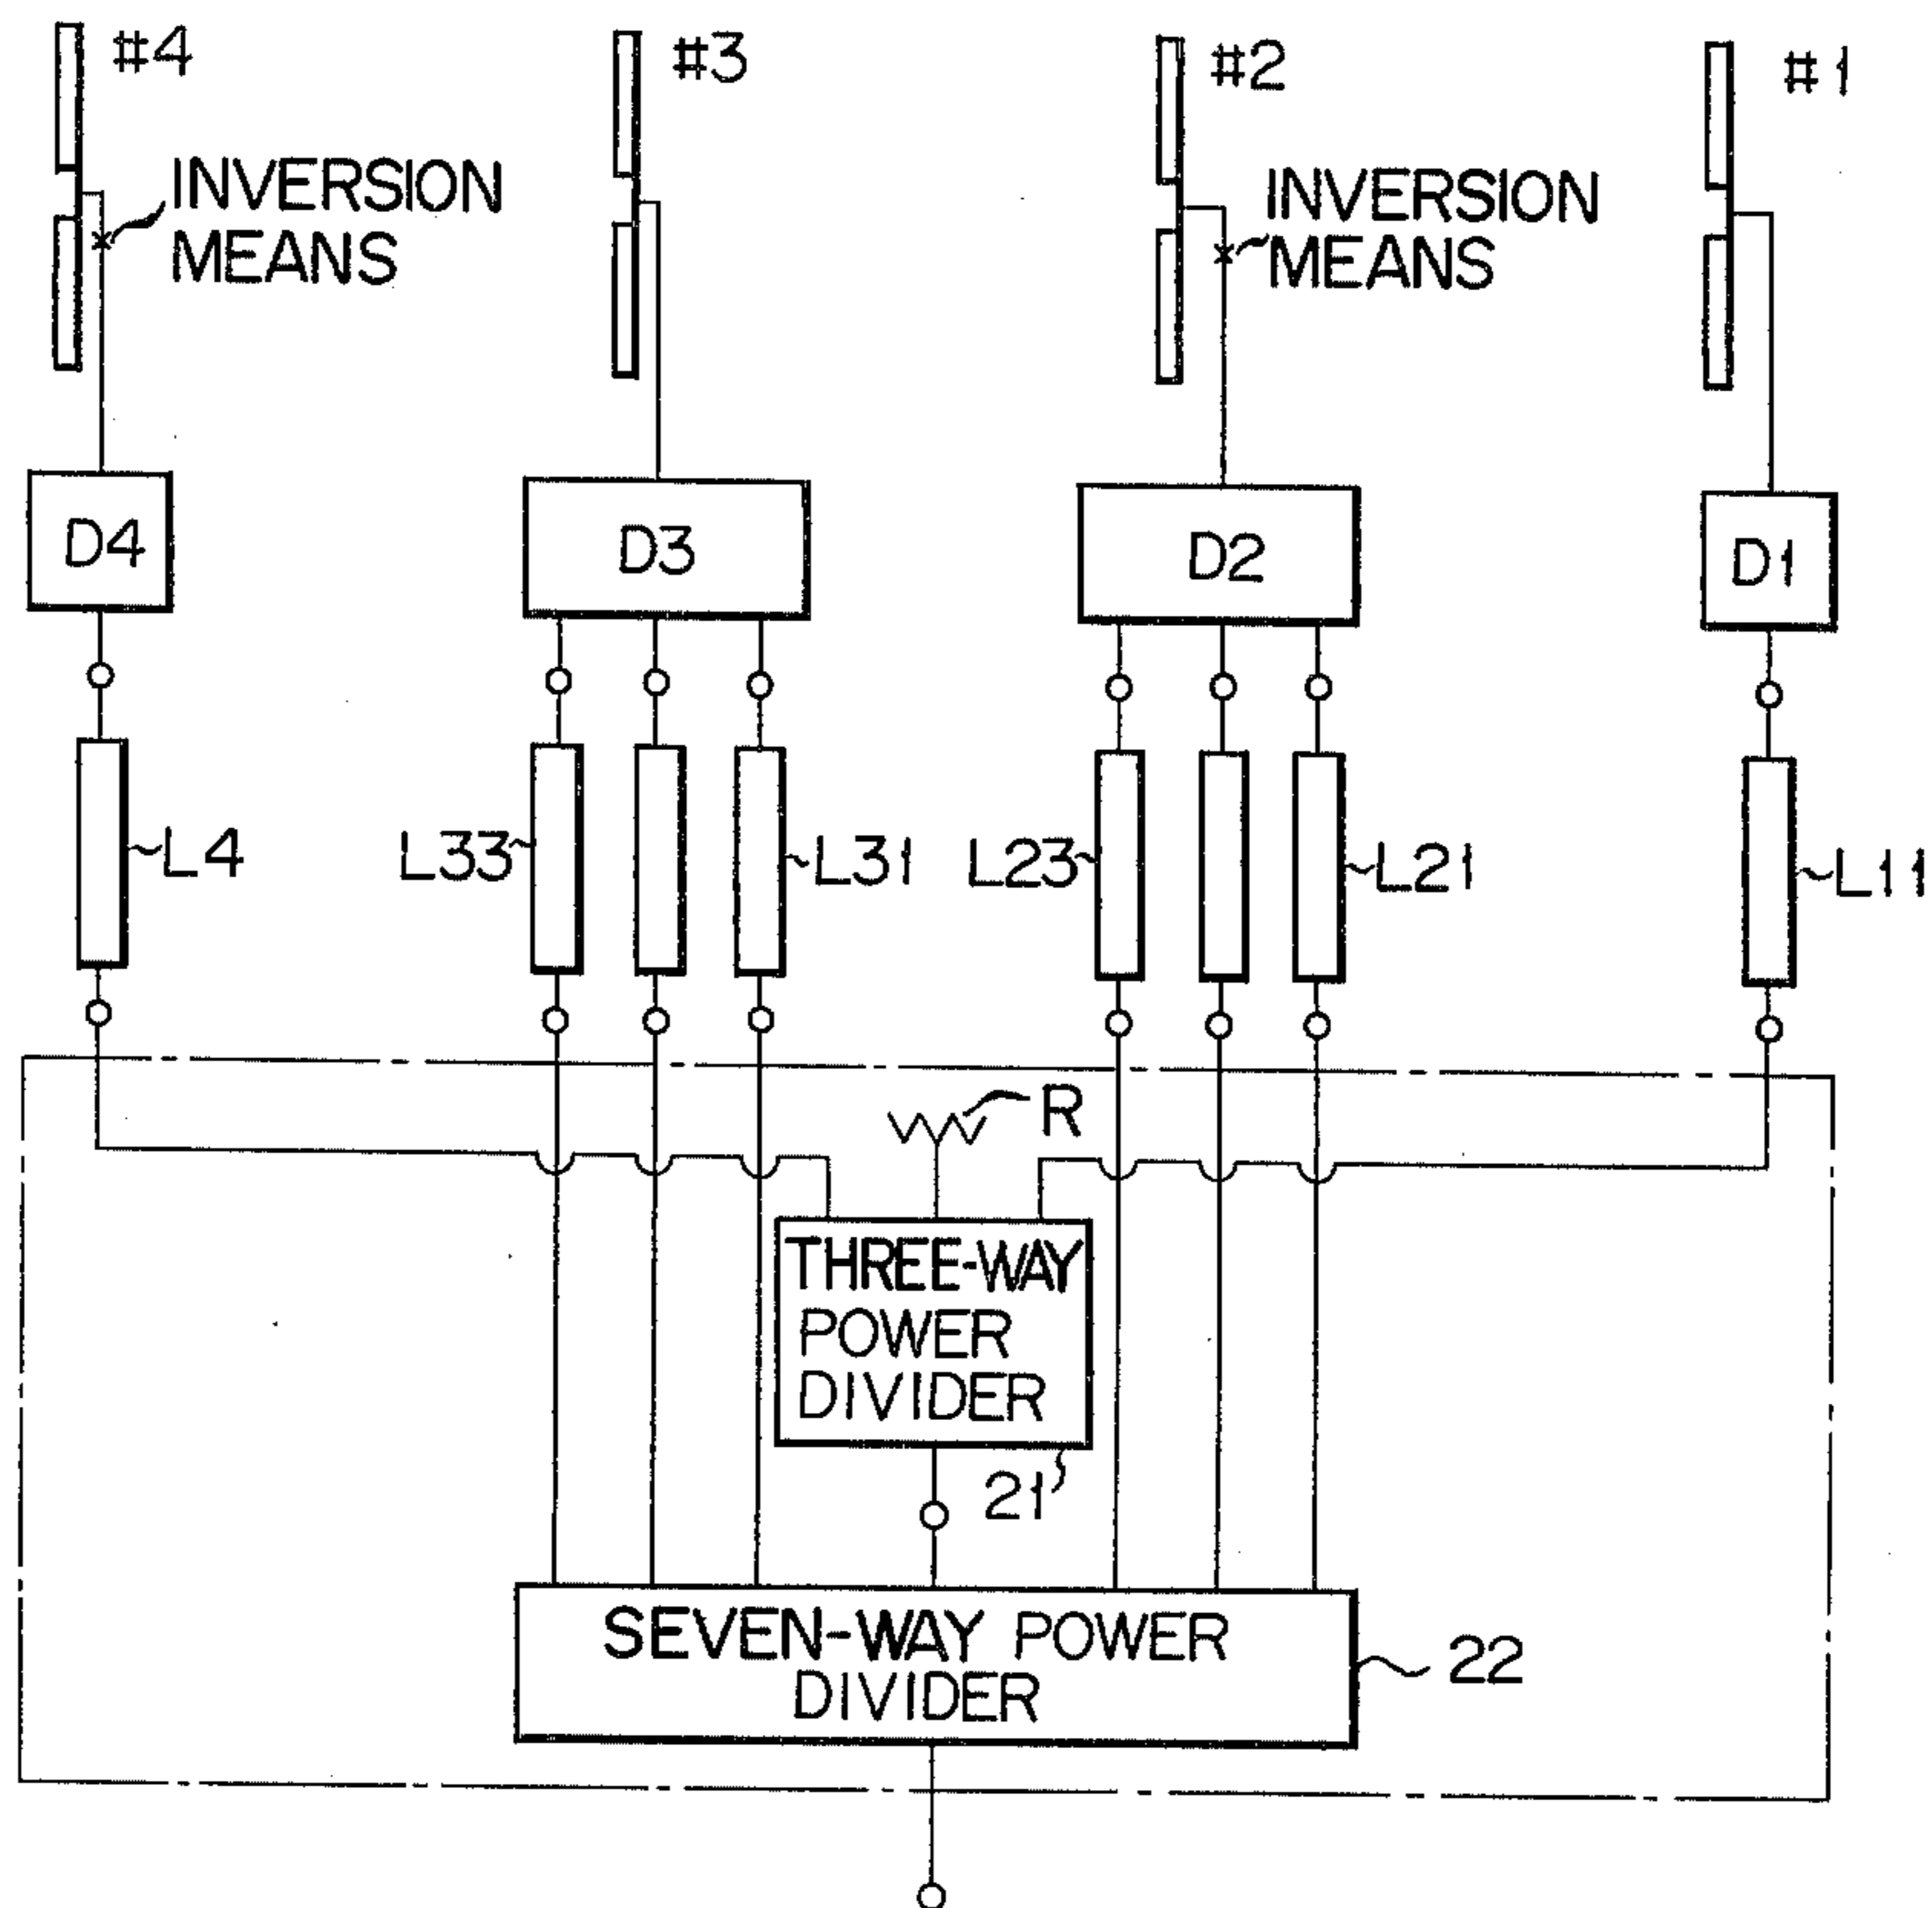 #4
#3
#2
#1
INVERSION
MEANS
INVERSION
MEANS
D4
D3
D2
D1
L4
L33
L31
L23
L21
L11
R
THREE-WAY
POWER
DIVIDER
21
SEVEN-WAY POWER
DIVIDER
22